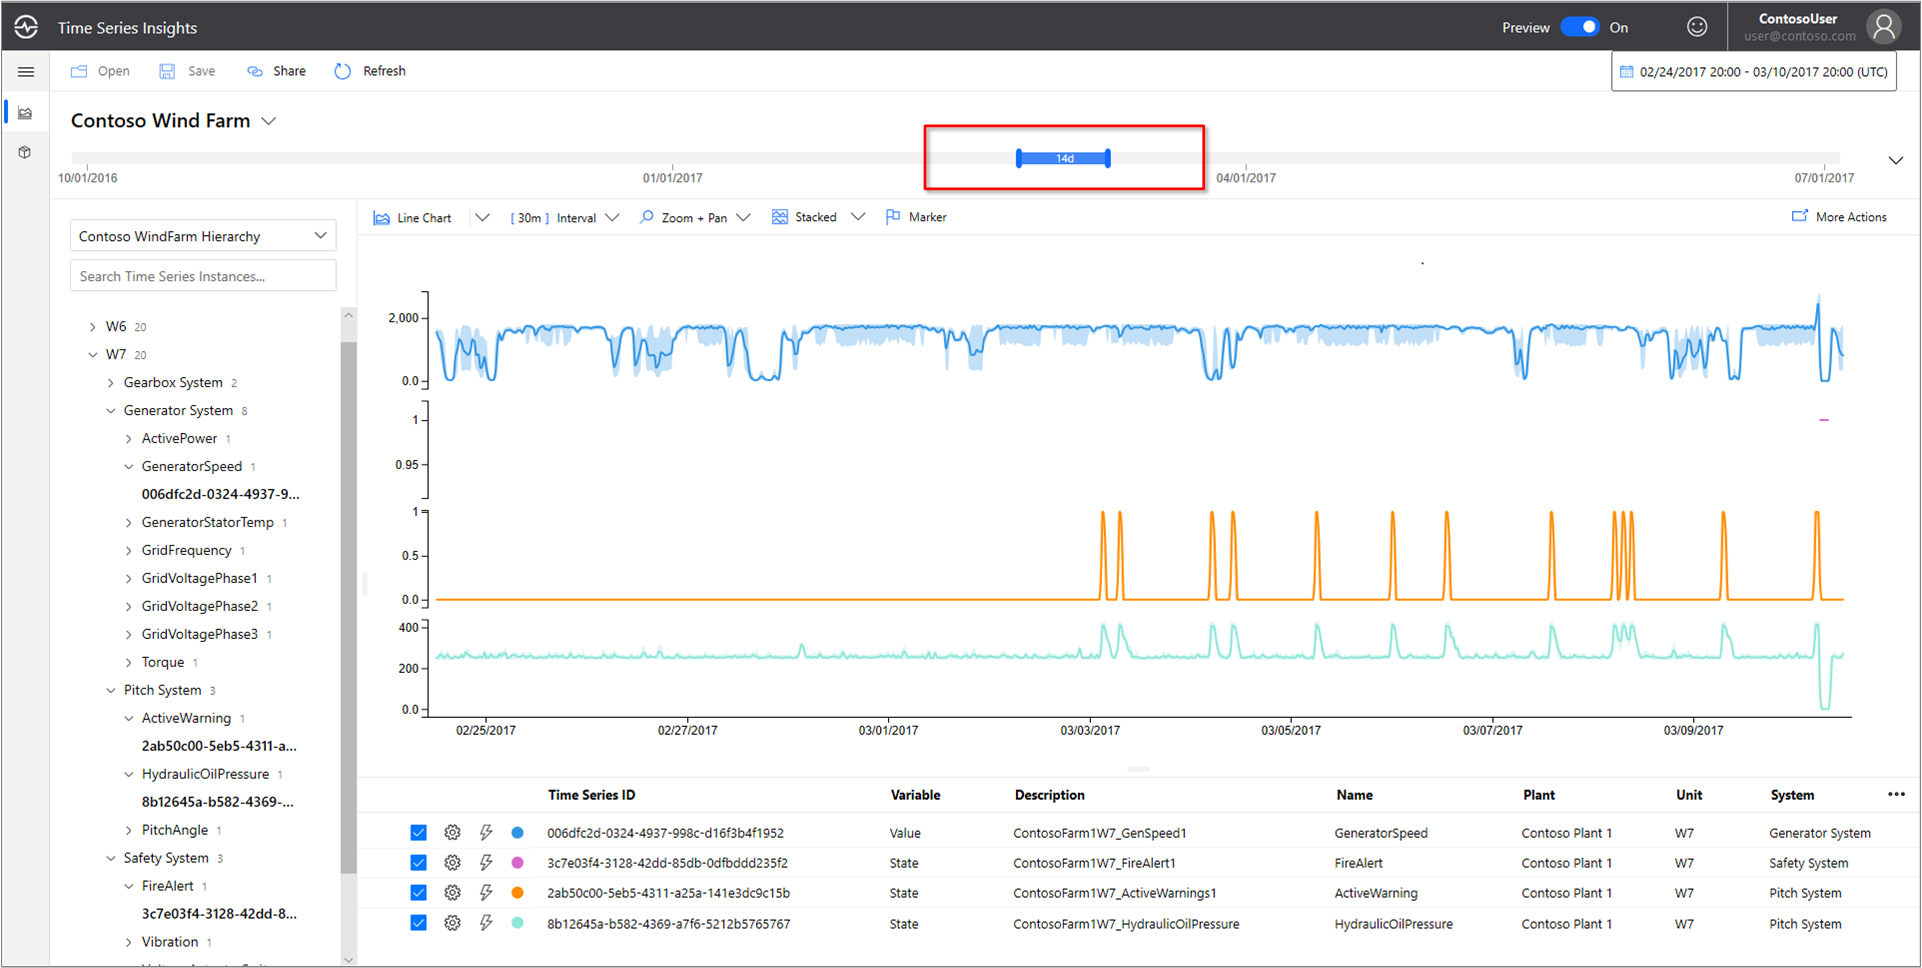 Time Series Insights
Preview On
ContosoUser
user@contoso.com
Open Save Share Refresh
02/24/2017 20:00 - 03/10/2017 20:00 (UTC)
Contoso Wind Farm
14d
10/01/2016 01/01/2017 04/01/2017 07/01/2017
Contoso WindFarm Hierarchy
Search Time Series Instances...
W6 20
W7 20
Gearbox System 2
Generator System 8
ActivePower 1
GeneratorSpeed 1
006dfc2d-0324-4937-9...
GeneratorStatorTemp 1
GridFrequency 1
GridVoltagePhase1 1
GridVoltagePhase2 1
GridVoltagePhase3 1
Torque 1
Pitch System 3
ActiveWarning 1
2ab50c00-5eb5-4311-a...
HydraulicOilPressure 1
8b12645a-b582-4369-...
PitchAngle 1
Safety System 3
FireAlert 1
3c7e03f4-3128-42dd-8...
Vibration 1
Line Chart [ 30m ] Interval Zoom + Pan Stacked Marker More Actions
2,000
0.0
1
0.95
1
0.5
0.0
400
200
0.0
02/25/2017 02/27/2017 03/01/2017 03/03/2017 03/05/2017 03/07/2017 03/09/2017
Time Series ID Variable Description Name Plant Unit System
006dfc2d-0324-4937-998c-d16f3b4f1952 Value ContosoFarm1W7_GenSpeed1 GeneratorSpeed Contoso Plant 1 W7 Generator System
3c7e03f4-3128-42dd-85db-0dfbddd235f2 State ContosoFarm1W7_FireAlert1 FireAlert Contoso Plant 1 W7 Safety System
2ab50c00-5eb5-4311-a25a-141e3dc9c15b State ContosoFarm1W7_ActiveWarnings1 ActiveWarning Contoso Plant 1 W7 Pitch System
8b12645a-b582-4369-a7f6-5212b5765767 State ContosoFarm1W7_HydraulicOilPressure HydraulicOilPressure Contoso Plant 1 W7 Pitch System